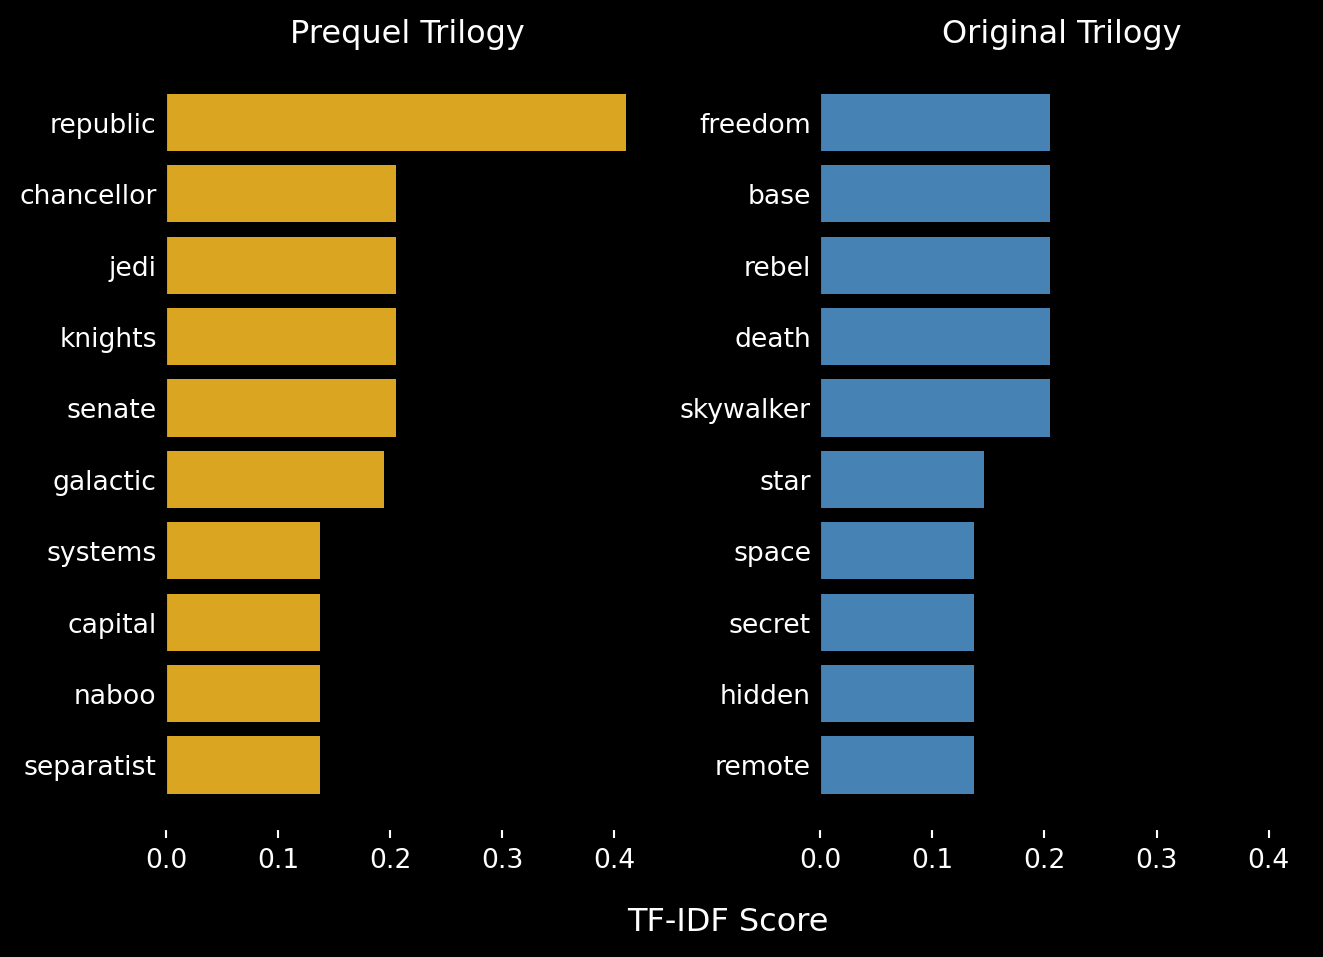 Prequel Trilogy
republic
chancellor
jedi
knights
senate
galactic
systems
capital
naboo
separatist
0.0 0.1 0.2 0.3 0.4
Original Trilogy
freedom
base
rebel
death
skywalker
star
space
secret
hidden
remote
0.0 0.1 0.2 0.3 0.4
TF-IDF Score